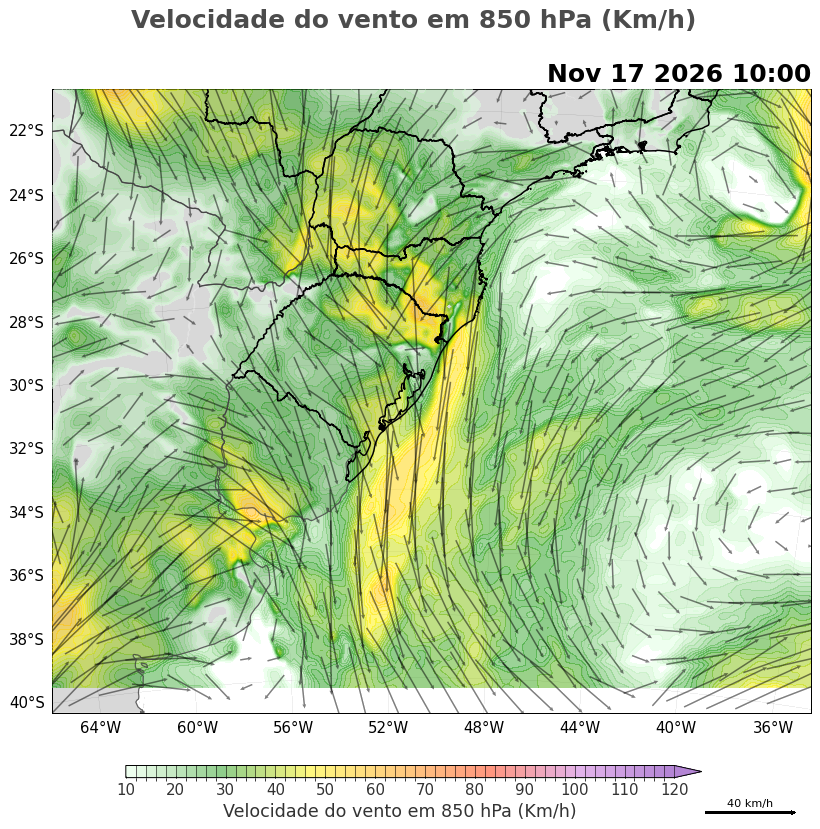 Velocidade do vento em 850 hPa (Km/h)
Nov 17 2026 10:00
22°S
24°S
26°S
28°S
30°S
32°S
34°S
36°S
38°S
40°S
64°W 60°W 56°W 52°W 48°W 44°W 40°W 36°W
10 20 30 40 50 60 70 80 90 100 110 120
Velocidade do vento em 850 hPa (Km/h)
40 km/h